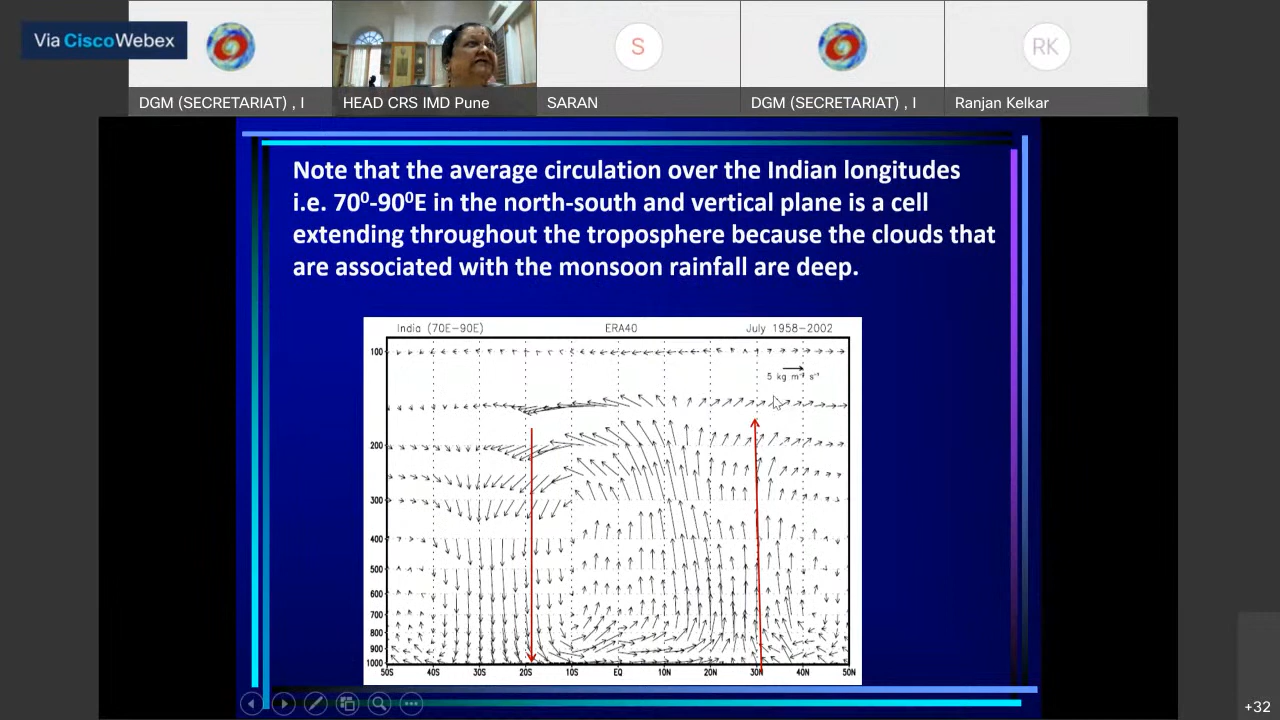 Via Cisco Webex
DGM (SECRETARIAT) , I
HEAD CRS IMD Pune
S
SARAN
DGM (SECRETARIAT) , I
RK
Ranjan Kelkar
Note that the average circulation over the Indian longitudes
i.e. 70⁰-90⁰E in the north-south and vertical plane is a cell
extending throughout the troposphere because the clouds that
are associated with the monsoon rainfall are deep.
India (70E-90E) ERA40 July 1958-2002
5 kg m⁻² s⁻¹
100
200
300
400
500
600
700
800
900
1000
50S 40S 30S 20S 10S EQ 10N 20N 30N 40N 50N
+32